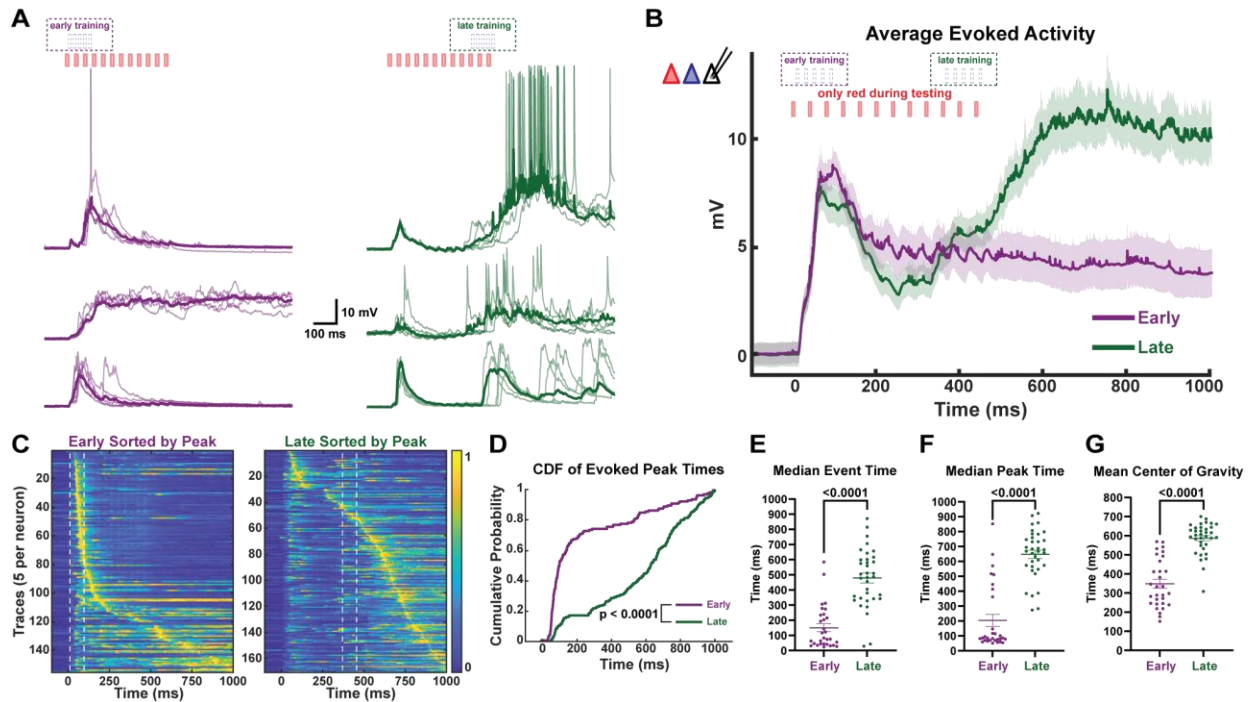 A
early training
late training
10 mV
100 ms
B
Average Evoked Activity
early training
late training
only red during testing
10
5
0
mV
Early
Late
0 200 400 600 800 1000
Time (ms)
C
Early Sorted by Peak
Late Sorted by Peak
Traces (5 per neuron)
20
40
60
80
100
120
140
0 500 1000
Time (ms)
20
40
60
80
100
120
140
160
0 500 1000
Time (ms)
1
0
D
CDF of Evoked Peak Times
Cumulative Probability
1
0.8
0.6
0.4
0.2
0
p < 0.0001
Early
Late
0 200 400 600 800 1000
Time (ms)
E
Median Event Time
<0.0001
Time (ms)
1000
900
800
700
600
500
400
300
200
100
0
Early Late
F
Median Peak Time
<0.0001
Time (ms)
1000
900
800
700
600
500
400
300
200
100
0
Early Late
G
Mean Center of Gravity
<0.0001
Time (ms)
800
700
600
500
400
300
200
100
0
Early Late